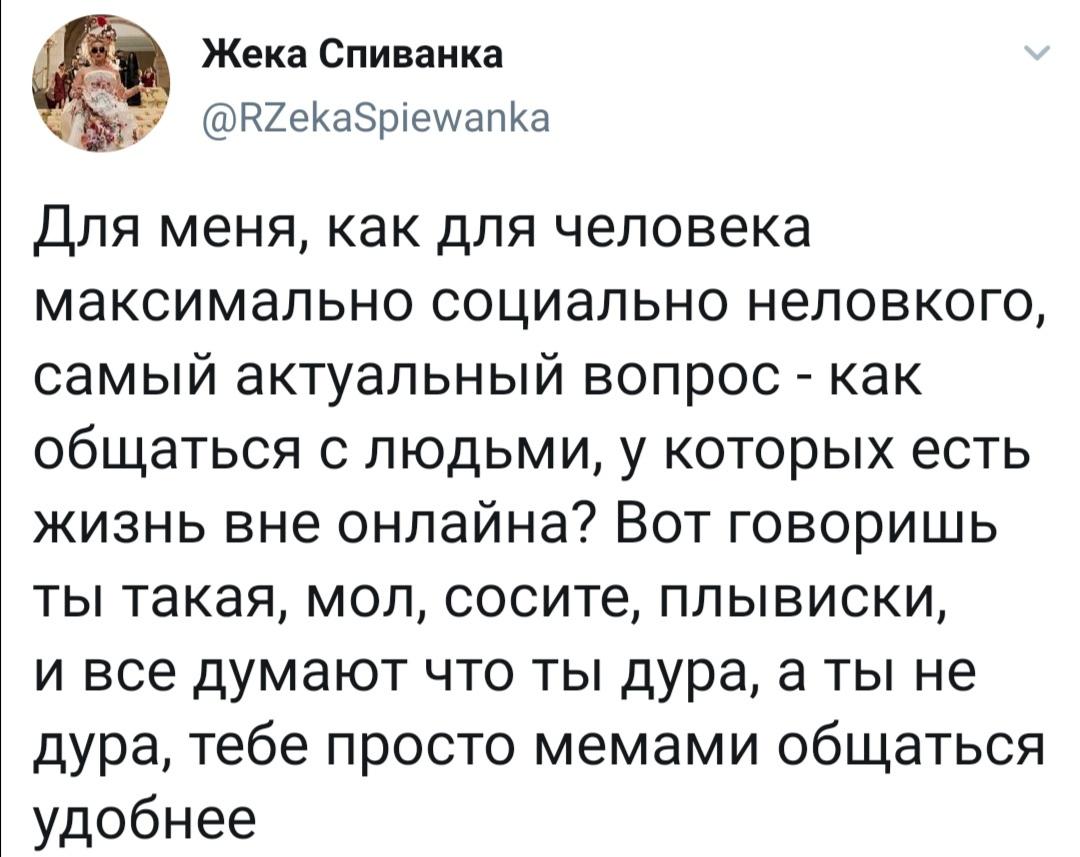 Жека Спиванка
@RZekaSpiewanka
Для меня, как для человека
максимально социально неловкого,
самый актуальный вопрос - как
общаться с людьми, у которых есть
жизнь вне онлайна? Вот говоришь
ты такая, мол, сосите, плывиски,
и все думают что ты дура, а ты не
дура, тебе просто мемами общаться
удобнее